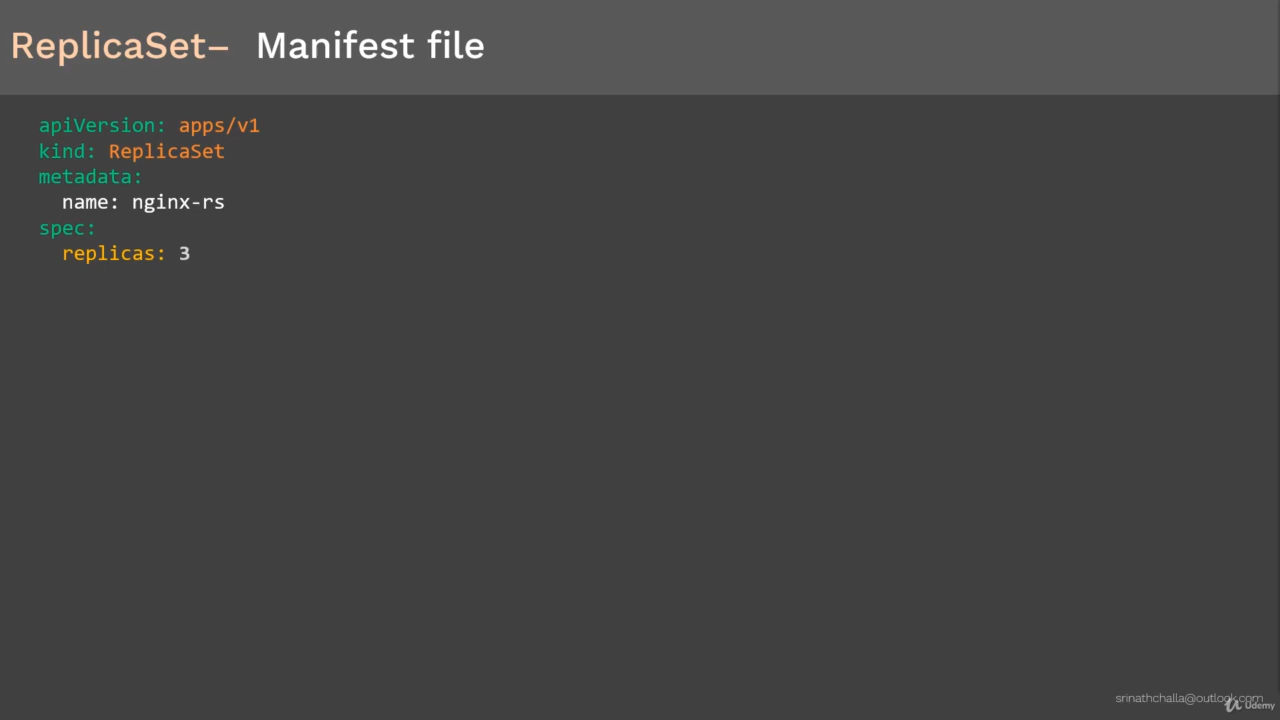 ReplicaSet– Manifest file
apiVersion: apps/v1
kind: ReplicaSet
metadata:
  name: nginx-rs
spec:
  replicas: 3
srinathchalla@outlook.com
Udemy